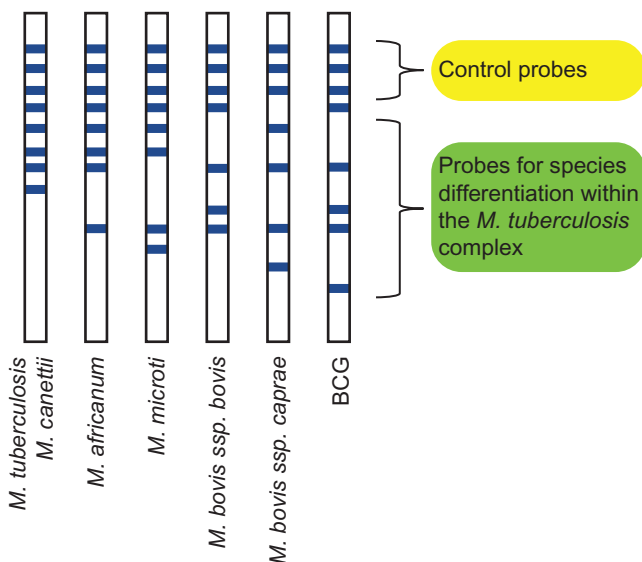 Control probes
Probes for species
differentiation within
the M. tuberculosis
complex
M. tuberculosis
M. canettii
M. africanum
M. microti
M. bovis ssp. bovis
M. bovis ssp. caprae
BCG